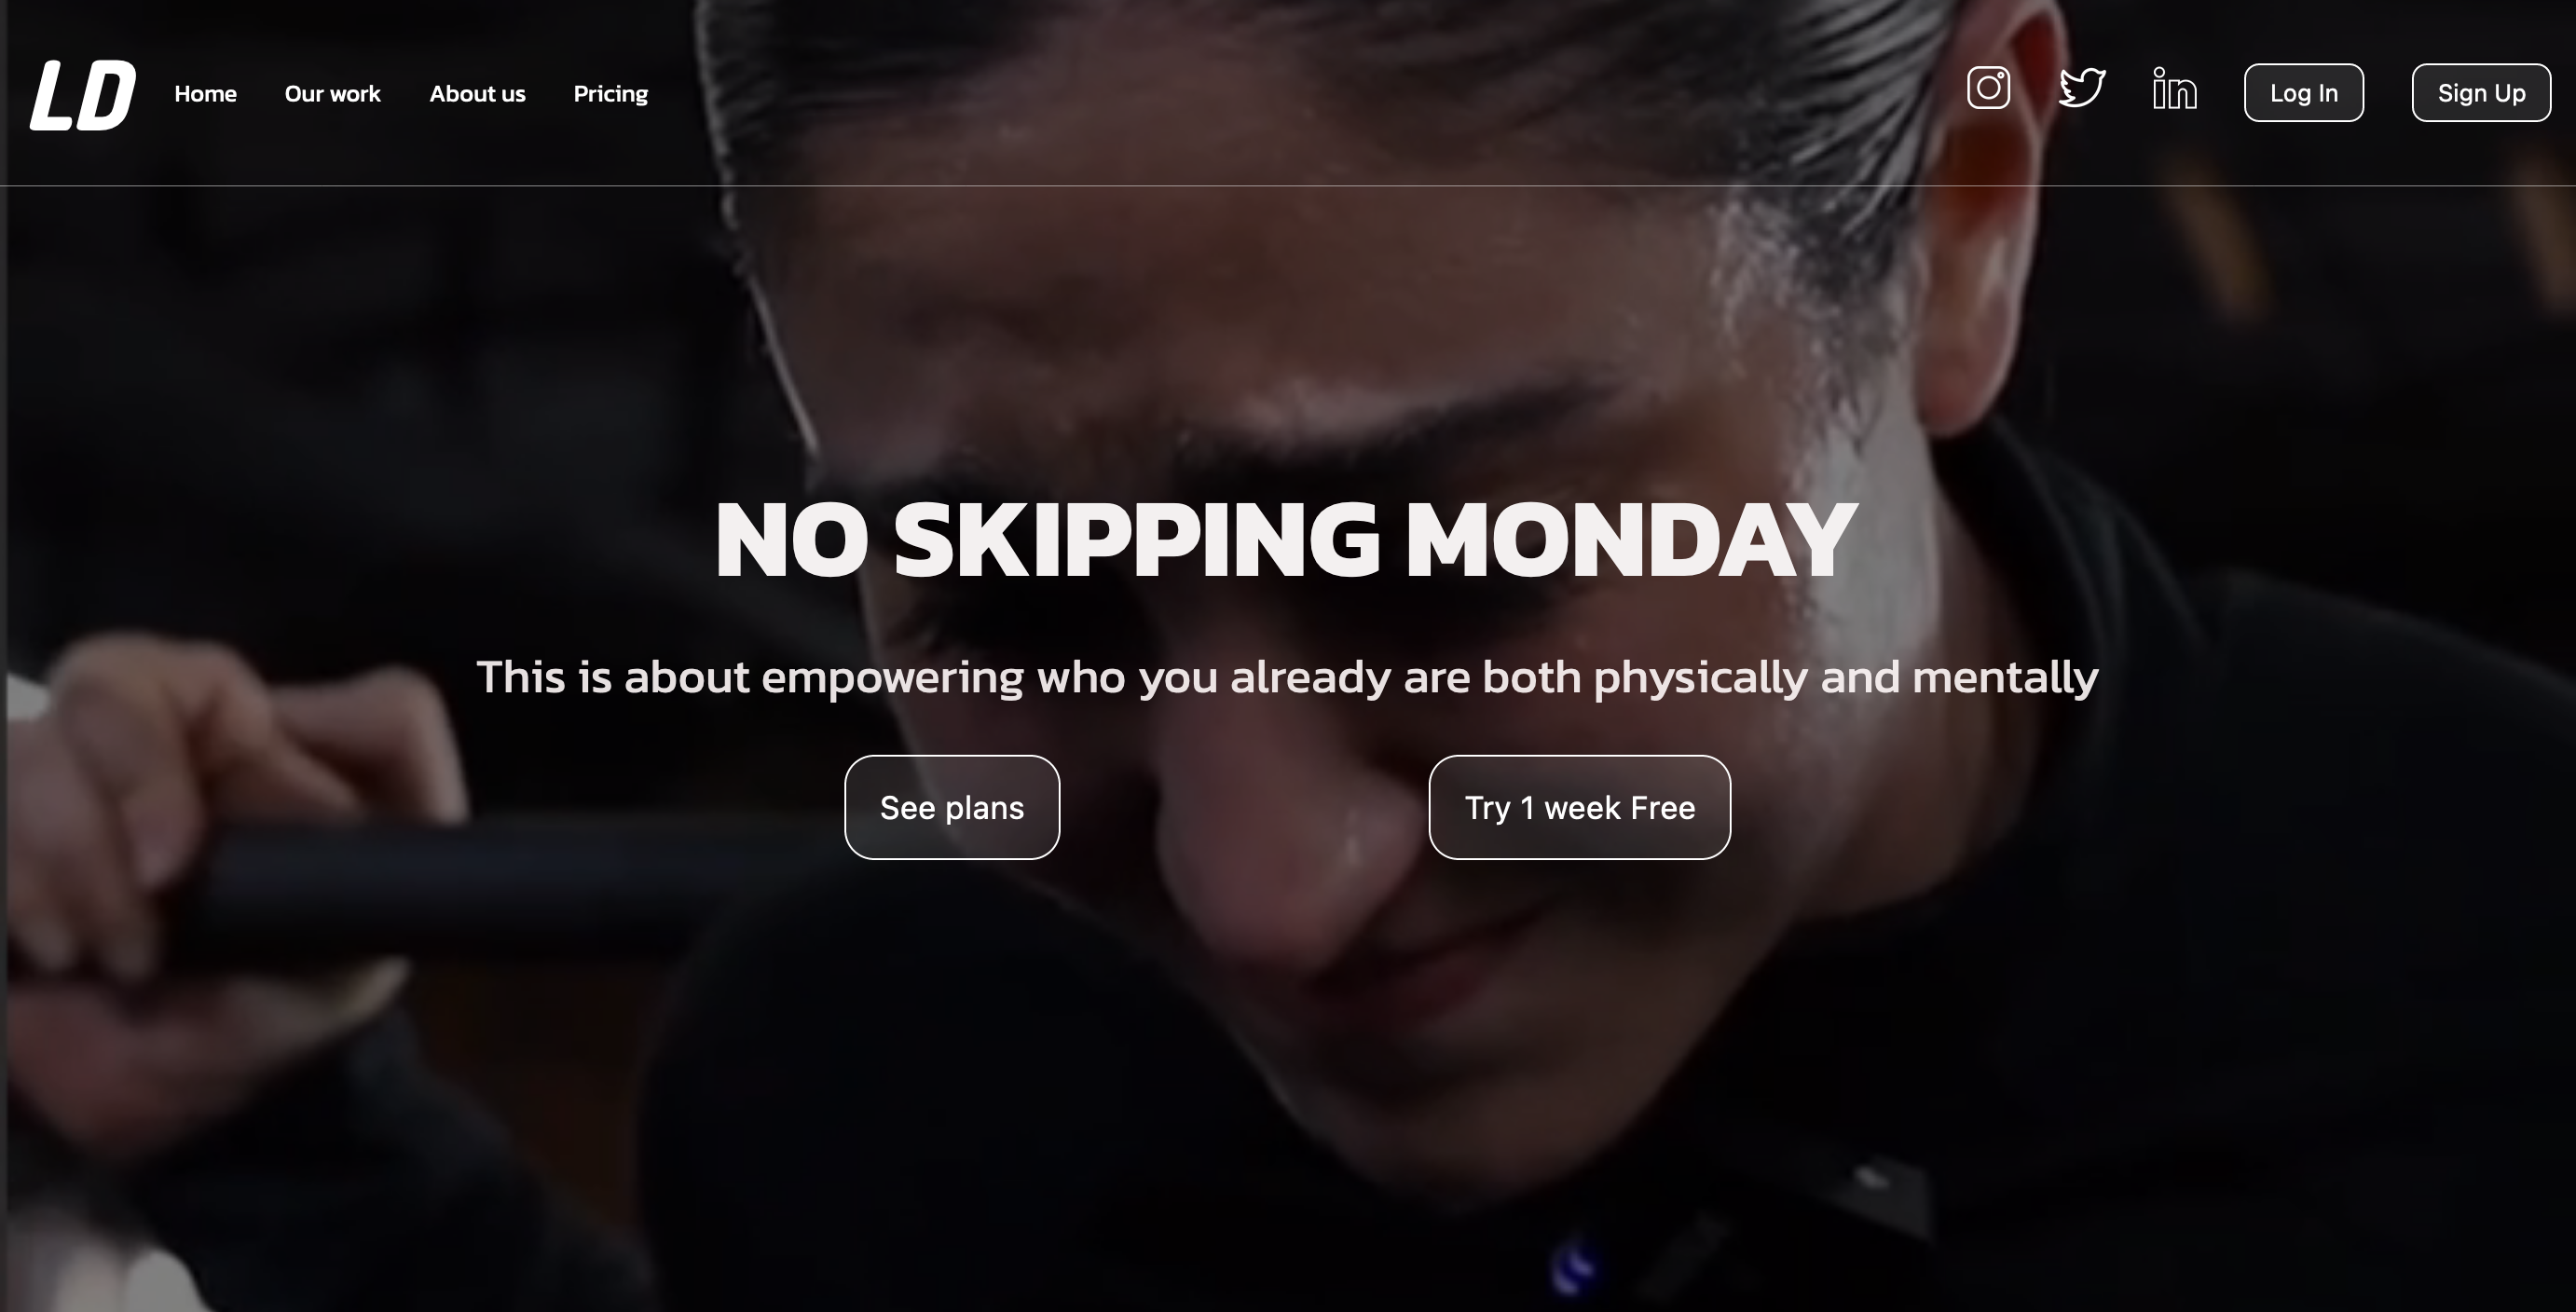 LD
Home
Our work
About us
Pricing
in
Log In
Sign Up
NO SKIPPING MONDAY
This is about empowering who you already are both physically and mentally
See plans
Try 1 week Free